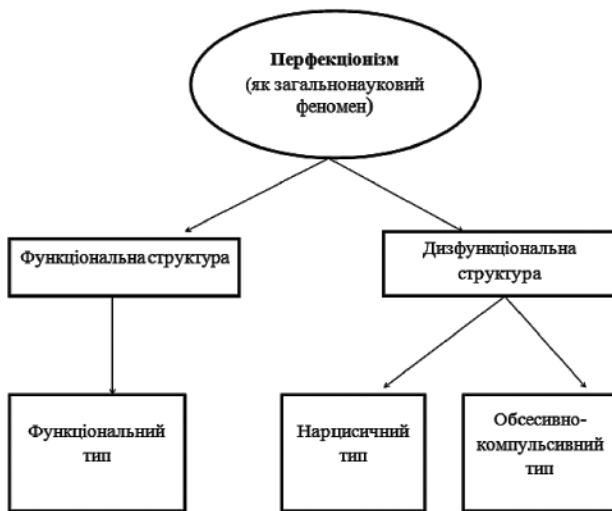 Перфекціонізм
(як загальнонауковий
феномен)
Функціональна структура
Дизфункціональна
структура
Функціональний
тип
Нарцисичний
тип
Обсесивно-
компульсивний
тип